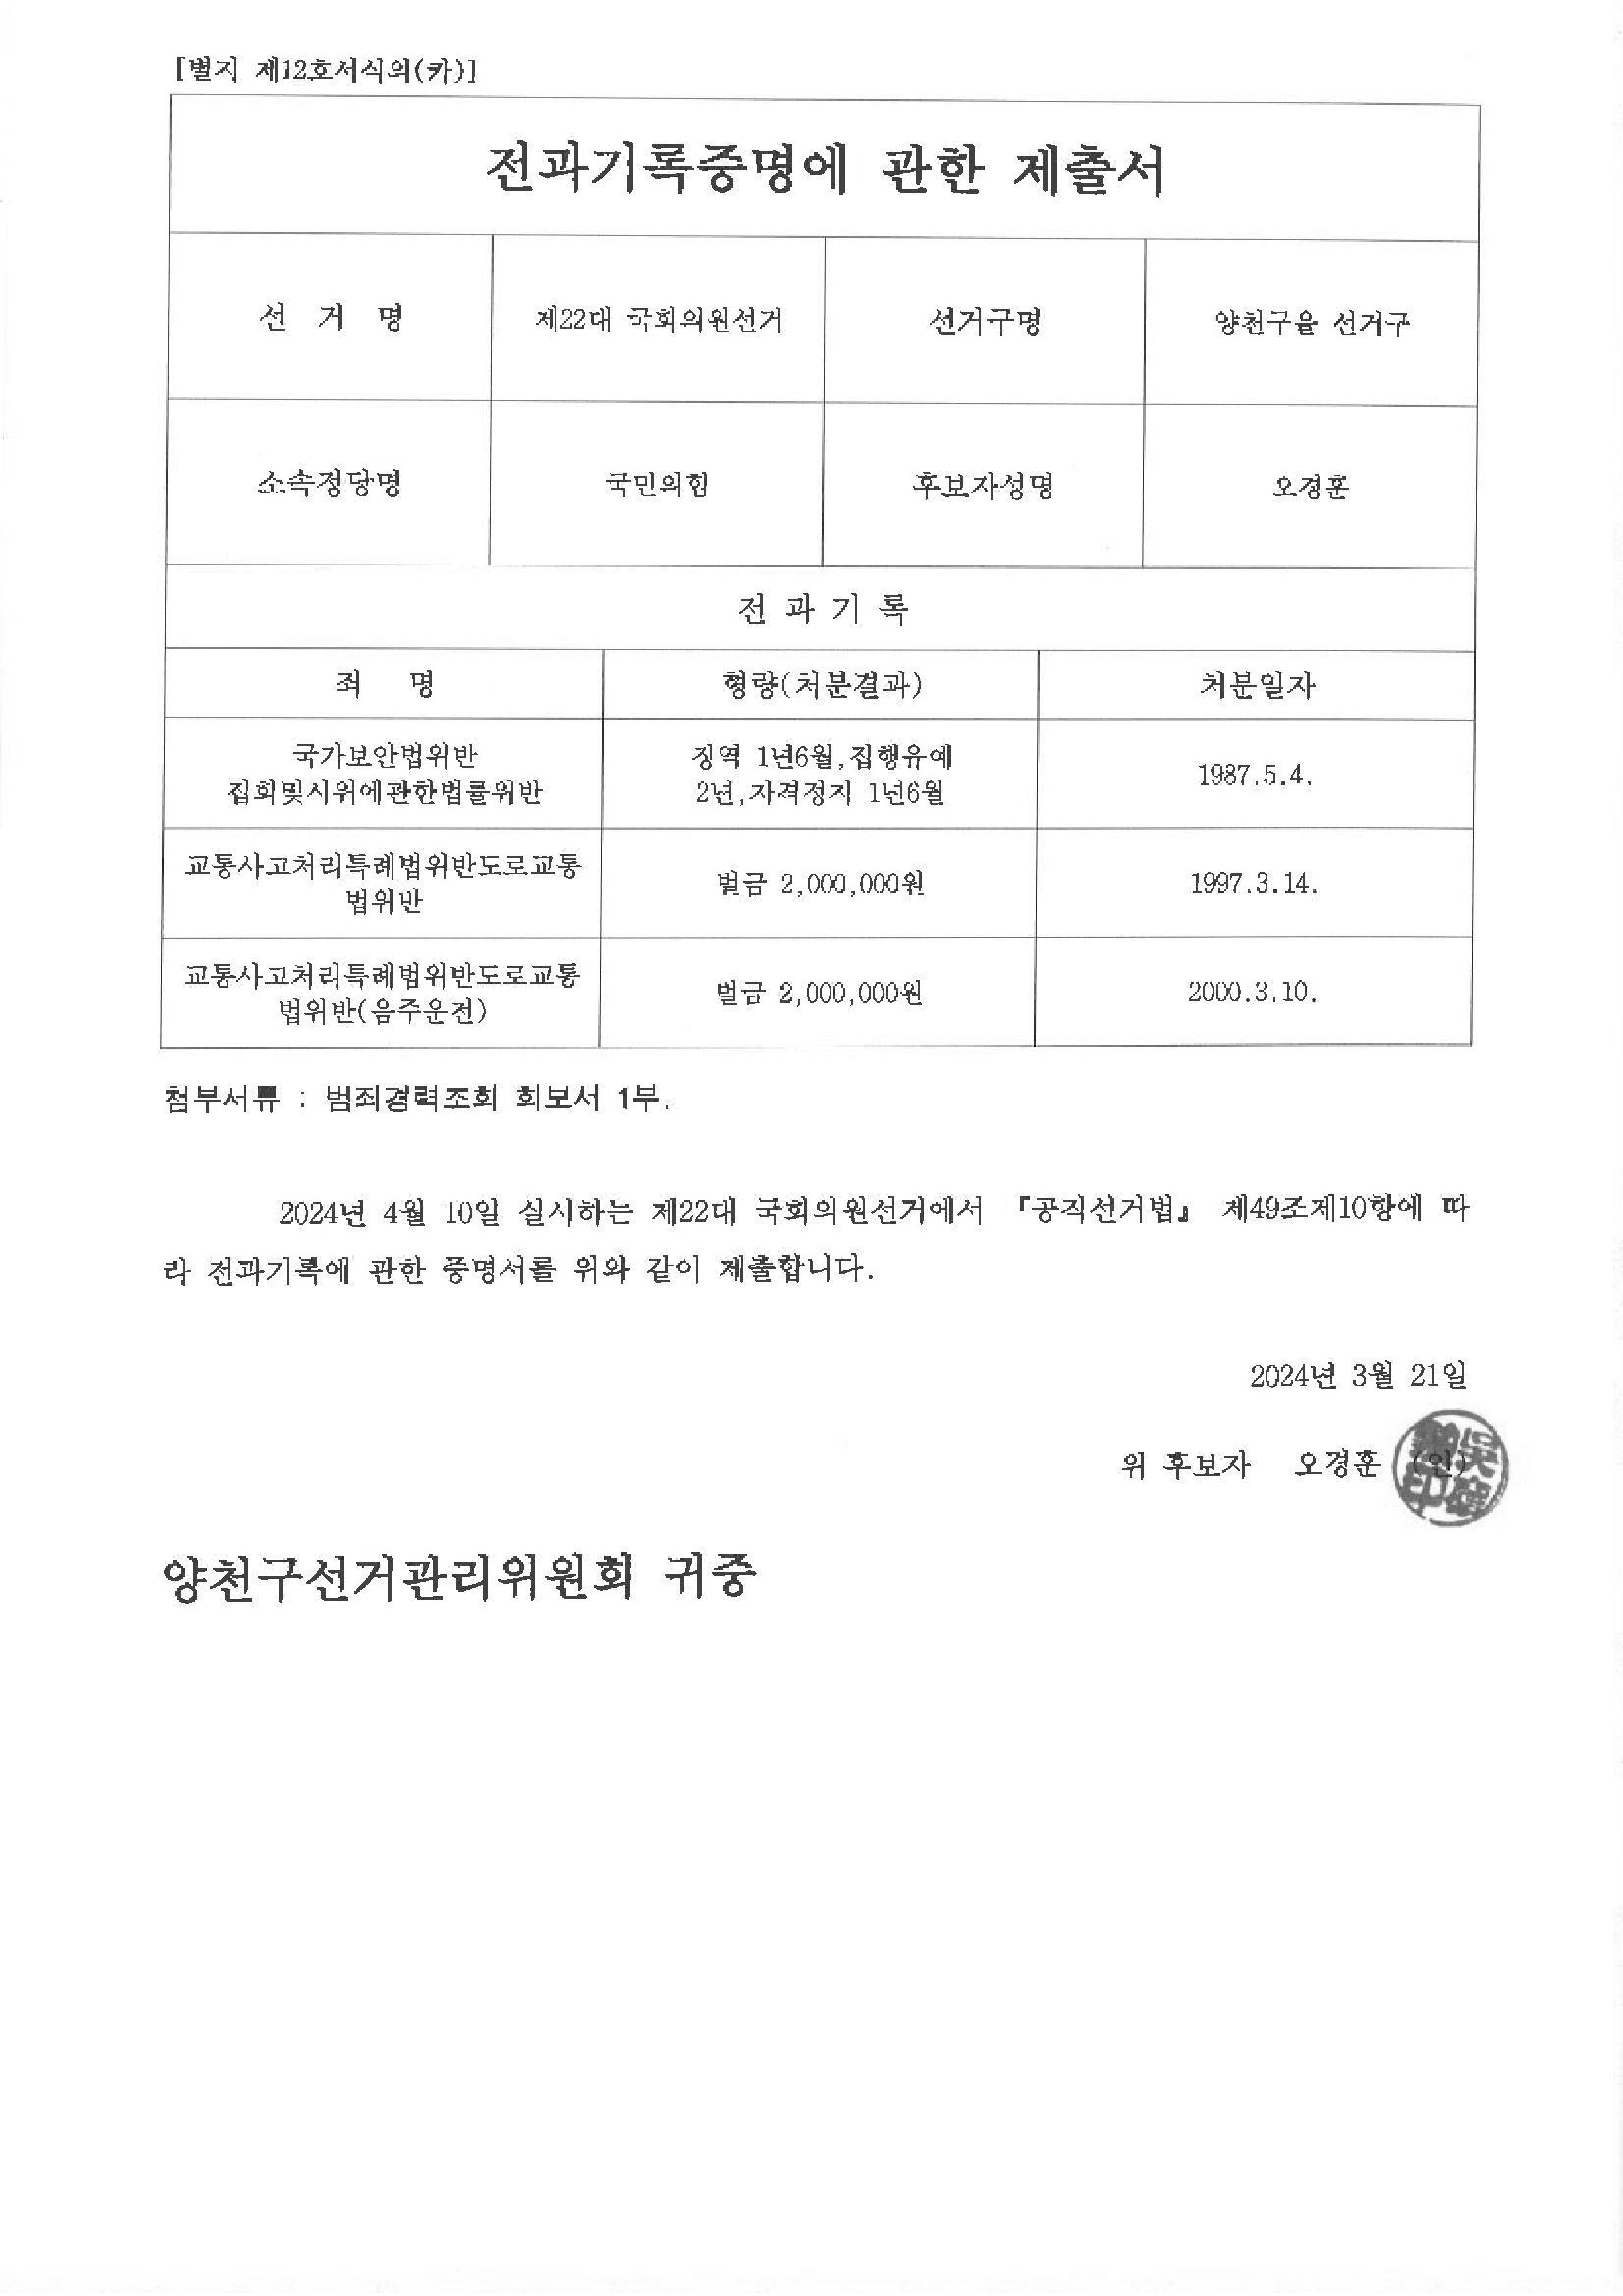 [별지 제12호서식의(카)]
전과기록증명에 관한 제출서
선 거 명 제22대 국회의원선거 선거구명 양천구을 선거구
소속정당명 국민의힘 후보자성명 오경훈
전 과 기 록
죄 명 형량(처분결과) 처분일자
국가보안법위반
집회및시위에관한법률위반
징역 1년6월,집행유예
2년,자격정지 1년6월
1987.5.4.
교통사고처리특례법위반도로교통
법위반
벌금 2,000,000원
1997.3.14.
교통사고처리특례법위반도로교통
법위반(음주운전)
벌금 2,000,000원
2000.3.10.
첨부서류 : 범죄경력조회 회보서 1부.
2024년 4월 10일 실시하는 제22대 국회의원선거에서 『공직선거법』 제49조제10항에 따
라 전과기록에 관한 증명서를 위와 같이 제출합니다.
2024년 3월 21일
위 후보자 오경훈 (인)
양천구선거관리위원회 귀중